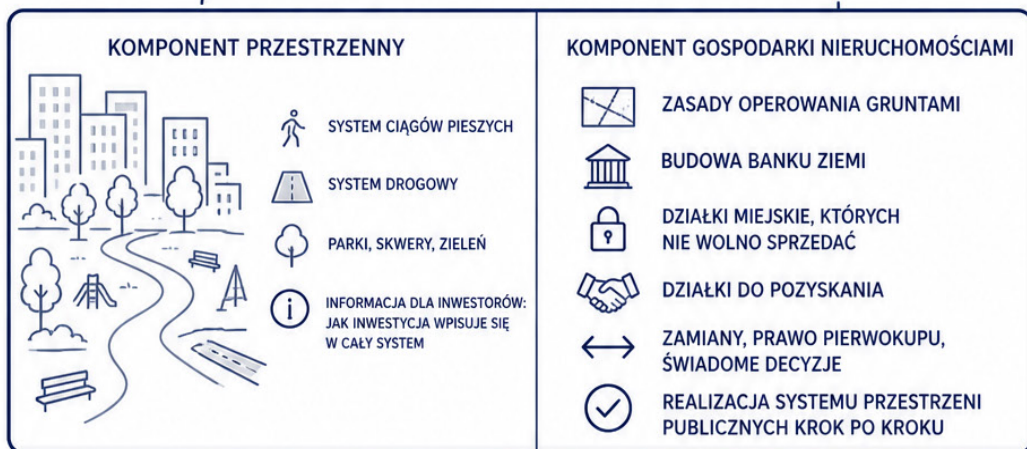 KOMPONENT PRZESTRZENNY
SYSTEM CIĄGÓW PIESZYCH
SYSTEM DROGOWY
PARKI, SKWERY, ZIELEŃ
INFORMACJA DLA INWESTORÓW:
JAK INWESTYCJA WPISUJE SIĘ
W CAŁY SYSTEM
KOMPONENT GOSPODARKI NIERUCHOMOŚCIAMI
ZASADY OPEROWANIA GRUNTAMI
BUDOWA BANKU ZIEMI
DZIAŁKI MIEJSKIE, KTÓRYCH
NIE WOLNO SPRZEDAĆ
DZIAŁKI DO POZYSKANIA
ZAMIANY, PRAWO PIERWOKUPU,
ŚWIADOME DECYZJE
REALIZACJA SYSTEMU PRZESTRZENI
PUBLICZNYCH KROK PO KROKU